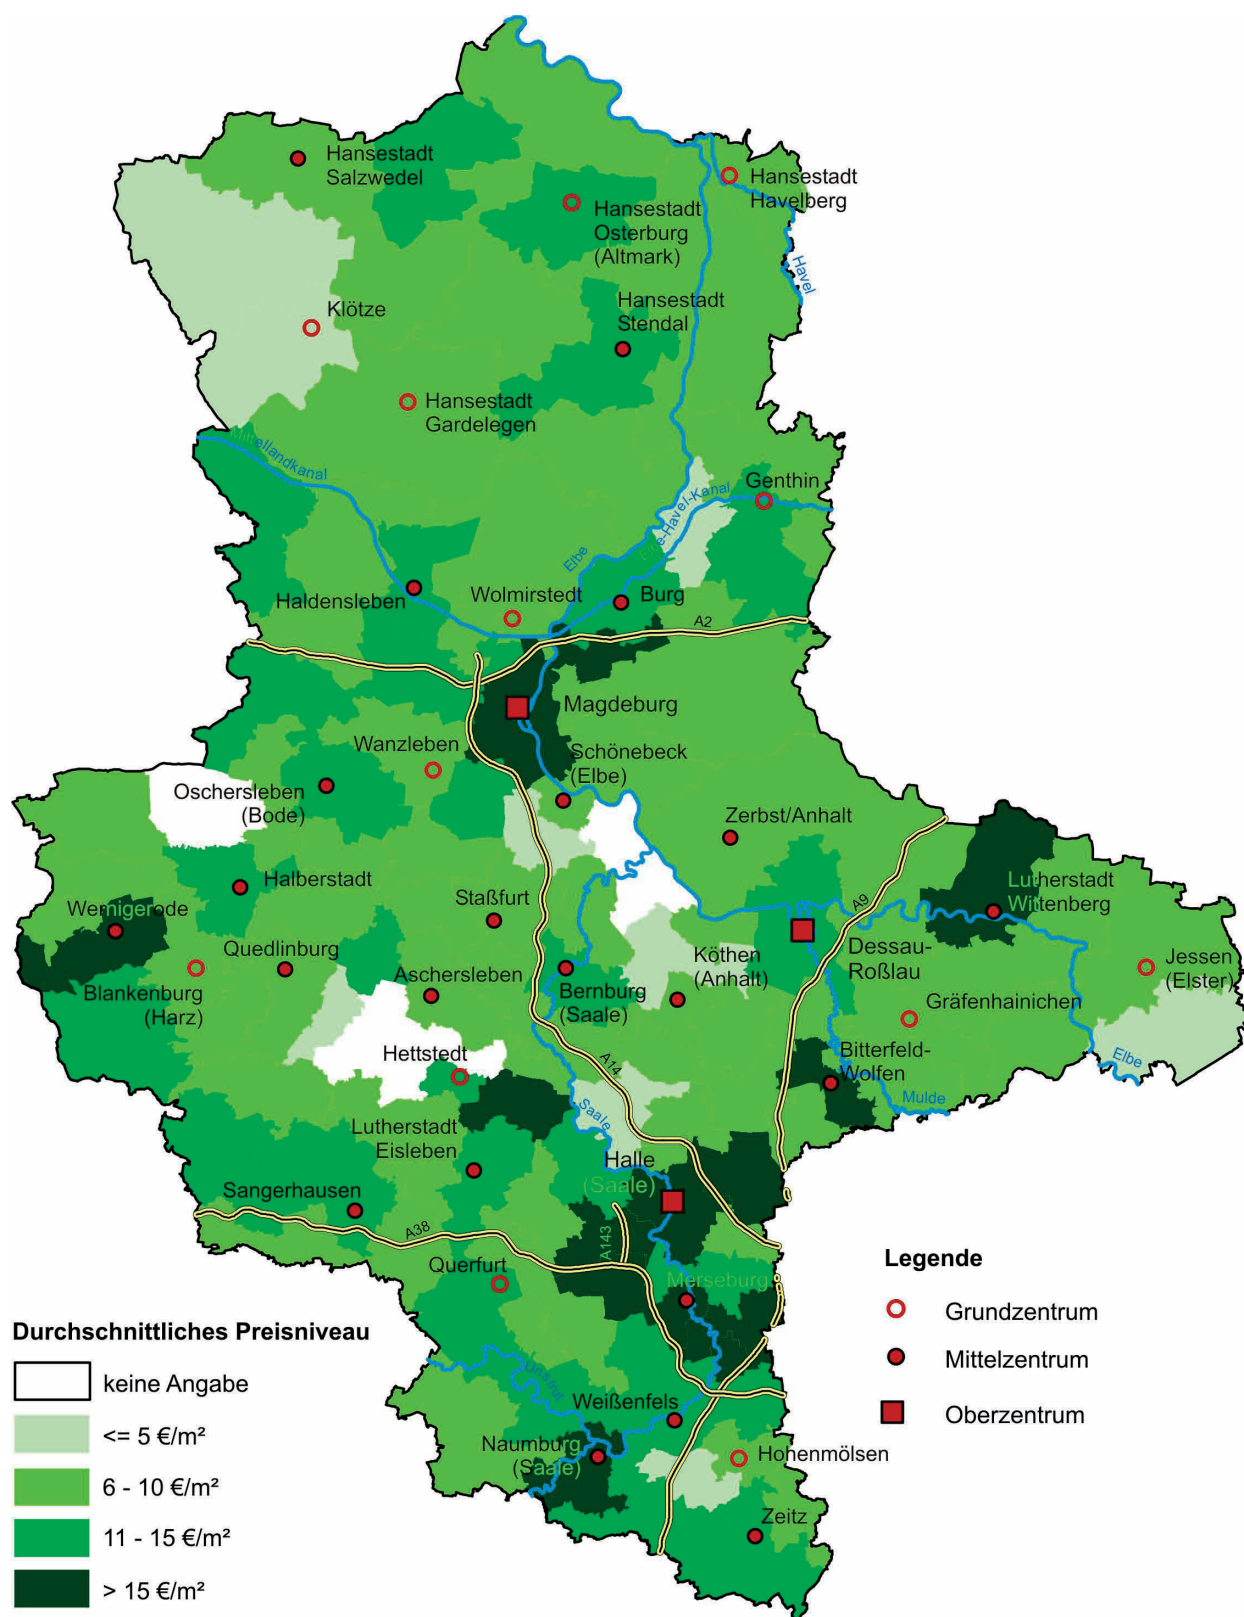 Hansestadt
Salzwedel
Hansestadt
Havelberg
Hansestadt
Osterburg
(Altmark)
Havel
Klötze
Hansestadt
Stendal
Hansestadt
Gardelegen
Mittellandkanal
Genthin
Elbe-Havel-Kanal
Elbe
Haldensleben
Wolmirstedt
Burg
A2
Magdeburg
Wanzleben
Schönebeck
(Elbe)
Oschersleben
(Bode)
Zerbst/Anhalt
Halberstadt
Lutherstadt
Wittenberg
Staßfurt
A9
Wernigerode
Quedlinburg
Aschersleben
Bernburg
(Saale)
Köthen
(Anhalt)
Dessau-
Roßlau
Jessen
(Elster)
Blankenburg
(Harz)
Gräfenhainichen
Hettstedt
A14
Bitterfeld-
Wolfen
Elbe
Mulde
Saale
Lutherstadt
Eisleben
Halle
(Saale)
Sangerhausen
A38
A143
Querfurt
Merseburg
Unstrut
Weißenfels
Naumburg
(Saale)
Hohenmölsen
Zeitz
Legende
Grundzentrum
Mittelzentrum
Oberzentrum
Durchschnittliches Preisniveau
keine Angabe
<= 5 €/m²
6 - 10 €/m²
11 - 15 €/m²
> 15 €/m²